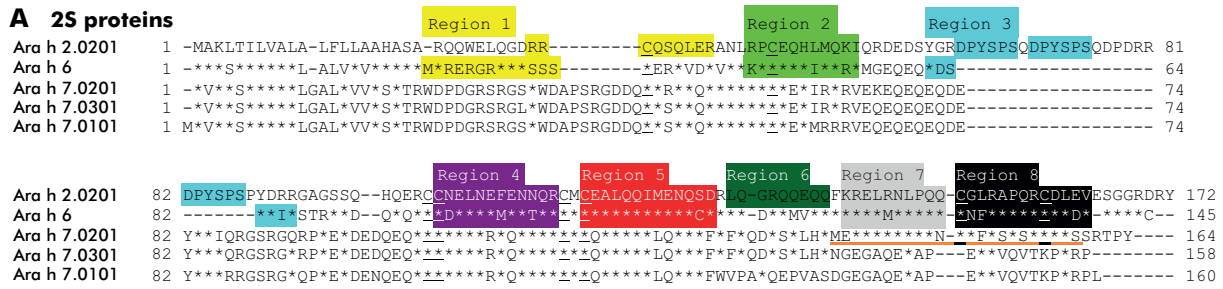 A 2S proteins
Region 1 Region 2 Region 3
Ara h 2.0201 1 -MAKLTILVALA-LFLLAAHASA-RQQWELQGDRR---------CQSQLERANLRPCEQHLMQKIQRDEDSYGRDPYSPSQDPYSPSQDPDRR 81
Ara h 6 1 -***S******L-ALV*V******M*RERGR***SSS--------*ER*VD*V**K*****I**R*MGEQEQ*DS---------------- 64
Ara h 7.0201 1 -*V**S*****LGAL*VV*S*TRWDPDGRSRGS*WDAPSRGDDQ**R**Q********E*IR*RVEKEQEQEQDE---------------- 74
Ara h 7.0301 1 -*V**S*****LGAL*VV*S*TRWDPDGRSRGL*WDAPSRGDDQ**S**Q********E*IR*RVEQEQEQEQDE---------------- 74
Ara h 7.0101 1 M*V**S*****LGAL*VV*S*TRWDPDGRSRGS*WDAPSRGDDQ**S**Q********E*MRRRVEQEQEQEQDE---------------- 74
Region 4 Region 5 Region 6 Region 7 Region 8
Ara h 2.0201 82 DPYSPSPYDRRGAGSSQ--HQERCCNELNEFENNQRCMCEALQQIMENQSDRLQ-GRQQEQQFKRELRNLPQQ-CGLRAPQRCDLEVESGGRDRY 172
Ara h 6 82 -------**I*STR**D--Q*Q***D****M**T*************C*---D**MV*******M*****-*NF*******D*****C-- 145
Ara h 7.0201 82 Y**IQRGSRGQRP*E*DEDQEQ*******R*Q*****Q*****LQ***F*F*QD*S*LH*ME********N-**F*S*S****SSRTPY---- 164
Ara h 7.0301 82 Y**QRGSRG*QRP*E*DEDQEQ*******R*Q*****Q*****LQ***F*F*QD*S*LH*NGEGAQE*AP---E**VQVTKP*RP------- 158
Ara h 7.0101 82 Y***RRGSRG*QP*E*DENQEQ*******R*Q*****Q*****LQ***FWVPA*QEPVASDGEGAQE*AP---E**VQVTKP*RPL------ 160